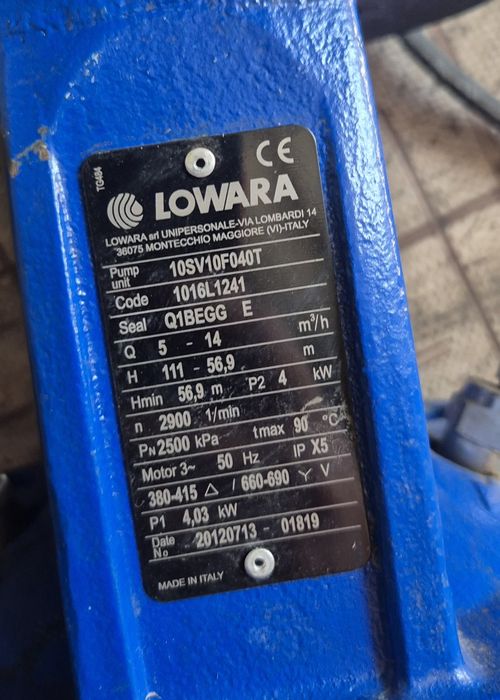 TG484
CE
LOWARA
LOWARA srl UNIPERSONALE-VIA LOMBARDI 14
36075 MONTECCHIO MAGGIORE (VI)-ITALY
Pump unit 10SV10F040T
Code 1016L1241
Seal Q1BEGG E
Q 5 - 14 m³/h
H 111 - 56,9 m
Hmin 56,9 m P2 4 kW
n 2900 1/min
PN 2500 kPa tmax 90 °C
Motor 3~ 50 Hz IP X5
380-415 △ / 660-690 Y V
P1 4,03 kW
Date No 20120713 - 01819
MADE IN ITALY